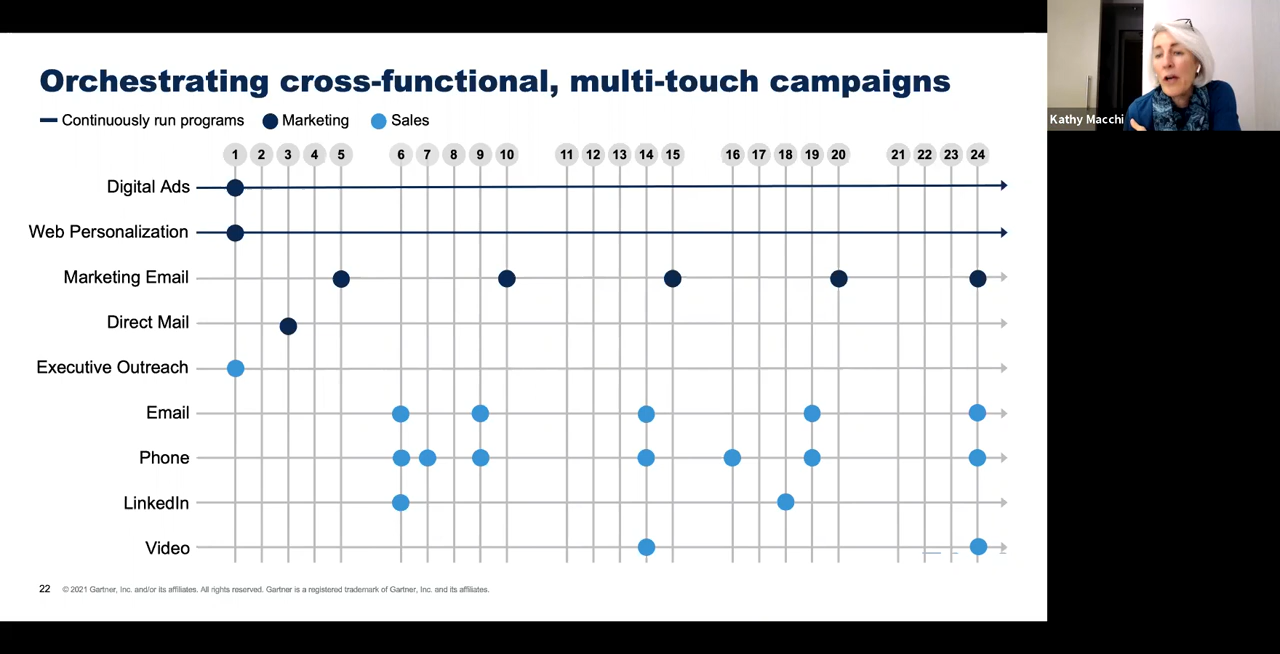 Orchestrating cross-functional, multi-touch campaigns
Continuously run programs Marketing Sales
1 2 3 4 5 6 7 8 9 10 11 12 13 14 15 16 17 18 19 20 21 22 23 24
Digital Ads
Web Personalization
Marketing Email
Direct Mail
Executive Outreach
Email
Phone
LinkedIn
Video
22 © 2021 Gartner, Inc. and/or its affiliates. All rights reserved. Gartner is a registered trademark of Gartner, Inc. and its affiliates.
Kathy Macchi